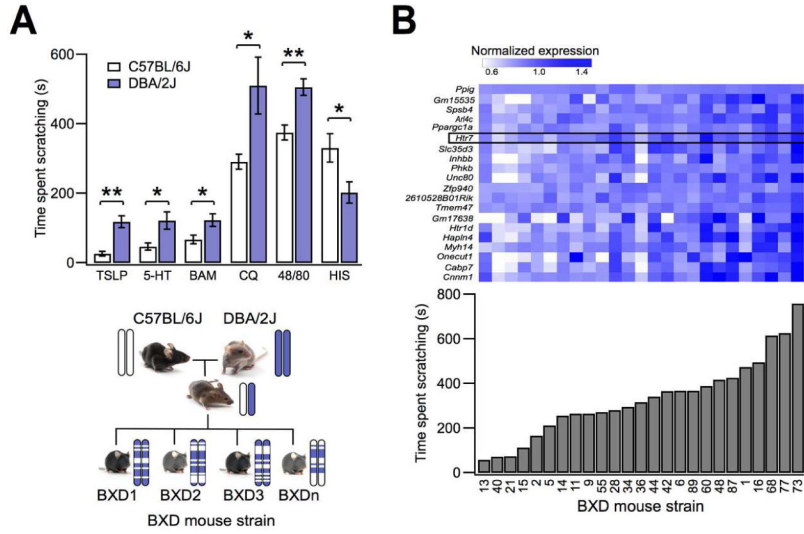 A
Time spent scratching (s)
600
400
200
0
C57BL/6J
DBA/2J
** * * * ** *
TSLP 5-HT BAM CQ 48/80 HIS
C57BL/6J DBA/2J
BXD1 BXD2 BXD3 BXDn
BXD mouse strain
B
Normalized expression
0.6 1.0 1.4
Ppig
Gm15535
Spsb4
Arl4c
Ppargc1a
Htr7
Slc35d3
Inhbb
Phkb
Unc80
Zfp940
2610528B01Rik
Tmem47
Gm17638
Htr1d
Hapln4
Myh14
Onecut1
Cabp7
Cnnm1
Time spent scratching (s)
800
600
400
200
0
13 40 21 15 2 5 14 11 9 55 28 34 36 44 42 6 89 60 48 87 1 16 68 77 73
BXD mouse strain